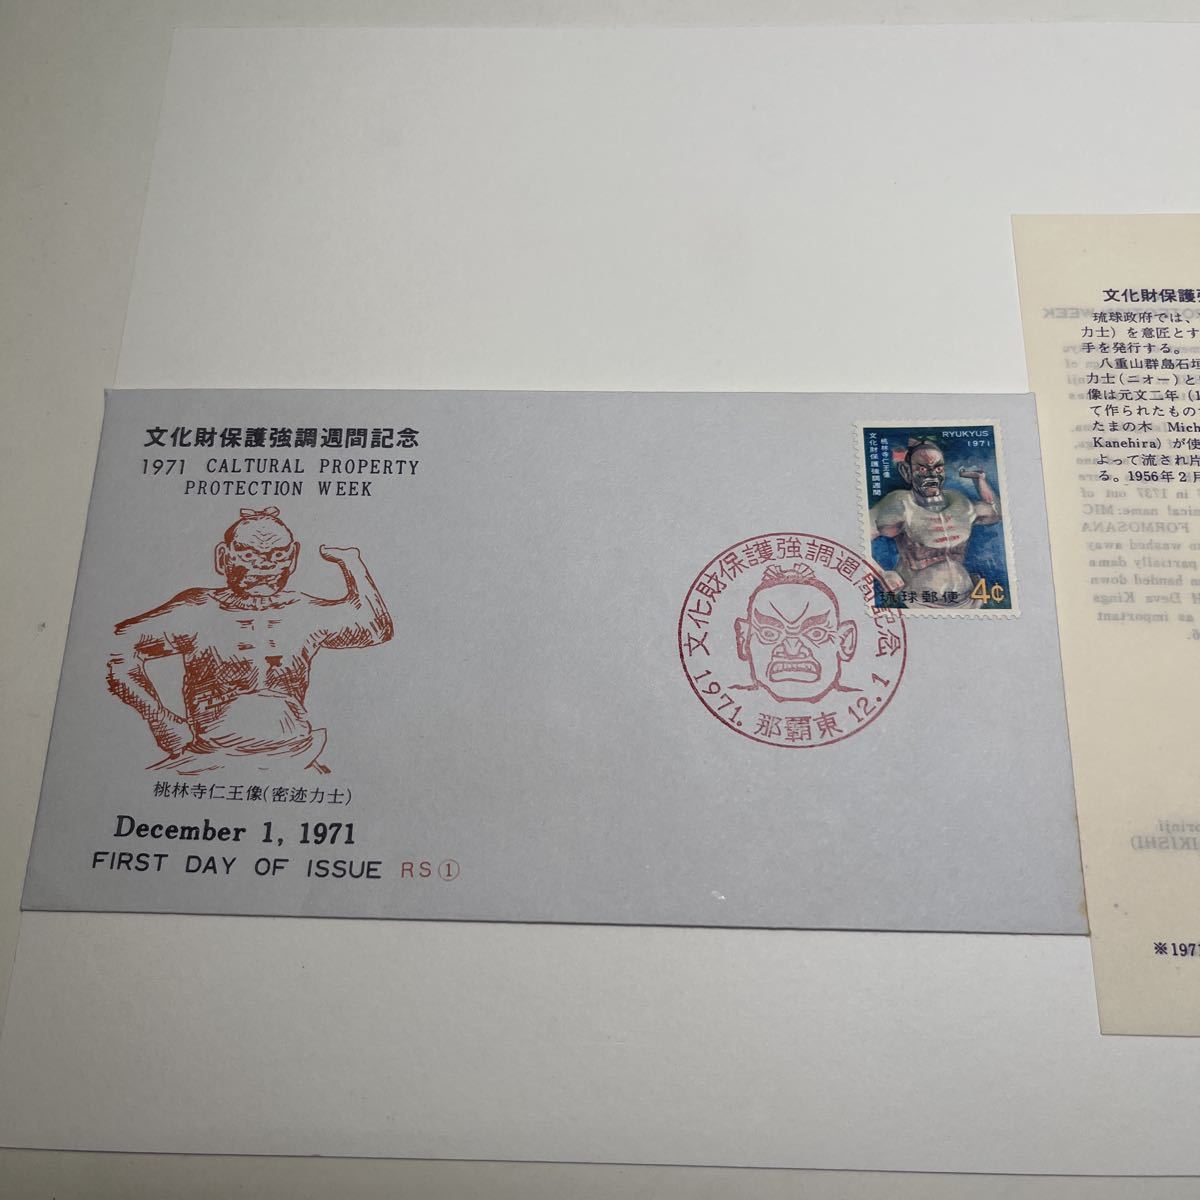 文化財保護強調週間記念
1971 CALTURAL PROPERTY
PROTECTION WEEK
桃林寺仁王像(密迹力士)
December 1, 1971
FIRST DAY OF ISSUE RS①
RYUKYUS
1971
桃林寺仁王像
文化財保護強調週間
琉球郵便 4¢
文化財保護強調週間記念
1971. 那覇東 12.1
文化財保護
琉球政府では、
力士）を意匠とす
手を発行する。
八重山群島石垣
力士(ニオー)と
像は元文二年（1
て作られたもの
たまの木 Mich
Kanehira）が使
よって流され片
る。1956年2月
※1971